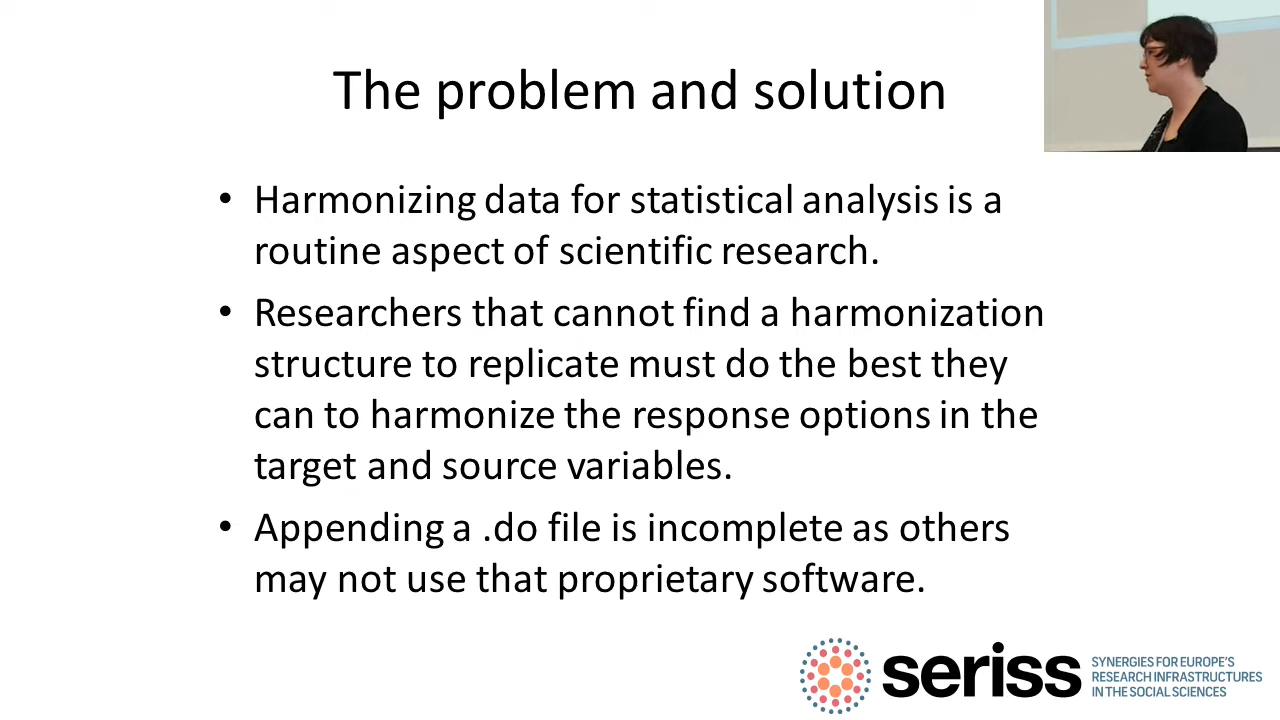 The problem and solution
• Harmonizing data for statistical analysis is a
routine aspect of scientific research.
• Researchers that cannot find a harmonization
structure to replicate must do the best they
can to harmonize the response options in the
target and source variables.
• Appending a .do file is incomplete as others
may not use that proprietary software.
seriss
SYNERGIES FOR EUROPE'S
RESEARCH INFRASTRUCTURES
IN THE SOCIAL SCIENCES